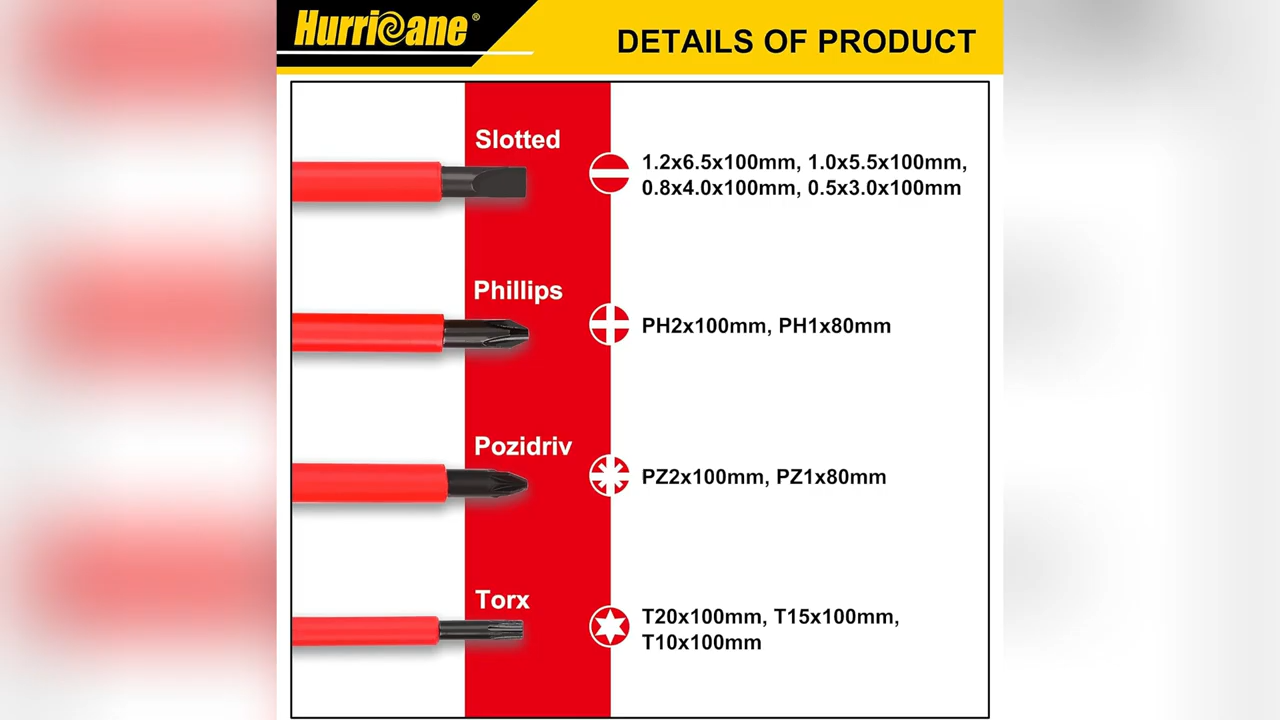 Hurricane®
DETAILS OF PRODUCT
Slotted
1.2x6.5x100mm, 1.0x5.5x100mm,
0.8x4.0x100mm, 0.5x3.0x100mm
Phillips
PH2x100mm, PH1x80mm
Pozidriv
PZ2x100mm, PZ1x80mm
Torx
T20x100mm, T15x100mm,
T10x100mm